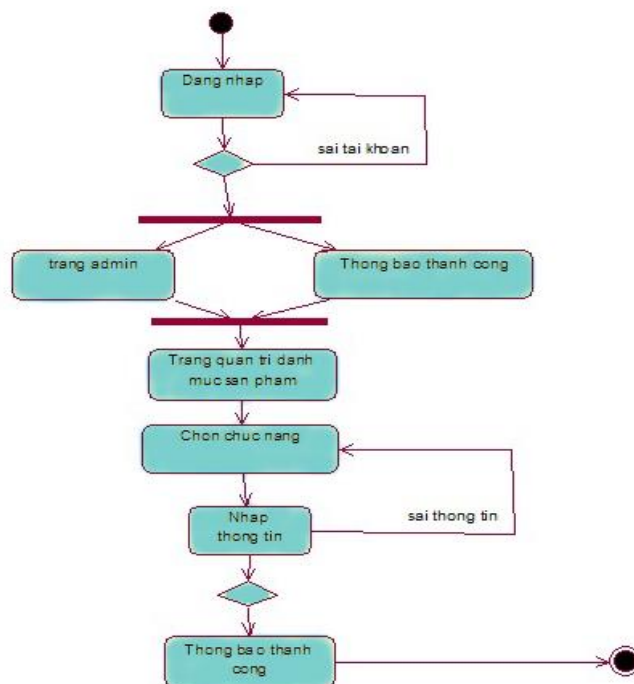 Dang nhap
sai tai khoan
trang admin
Thong bao thanh cong
Trang quan tri danh
muc san pham
Chon chuc nang
Nhap
thong tin
sai thong tin
Thong bao thanh
cong